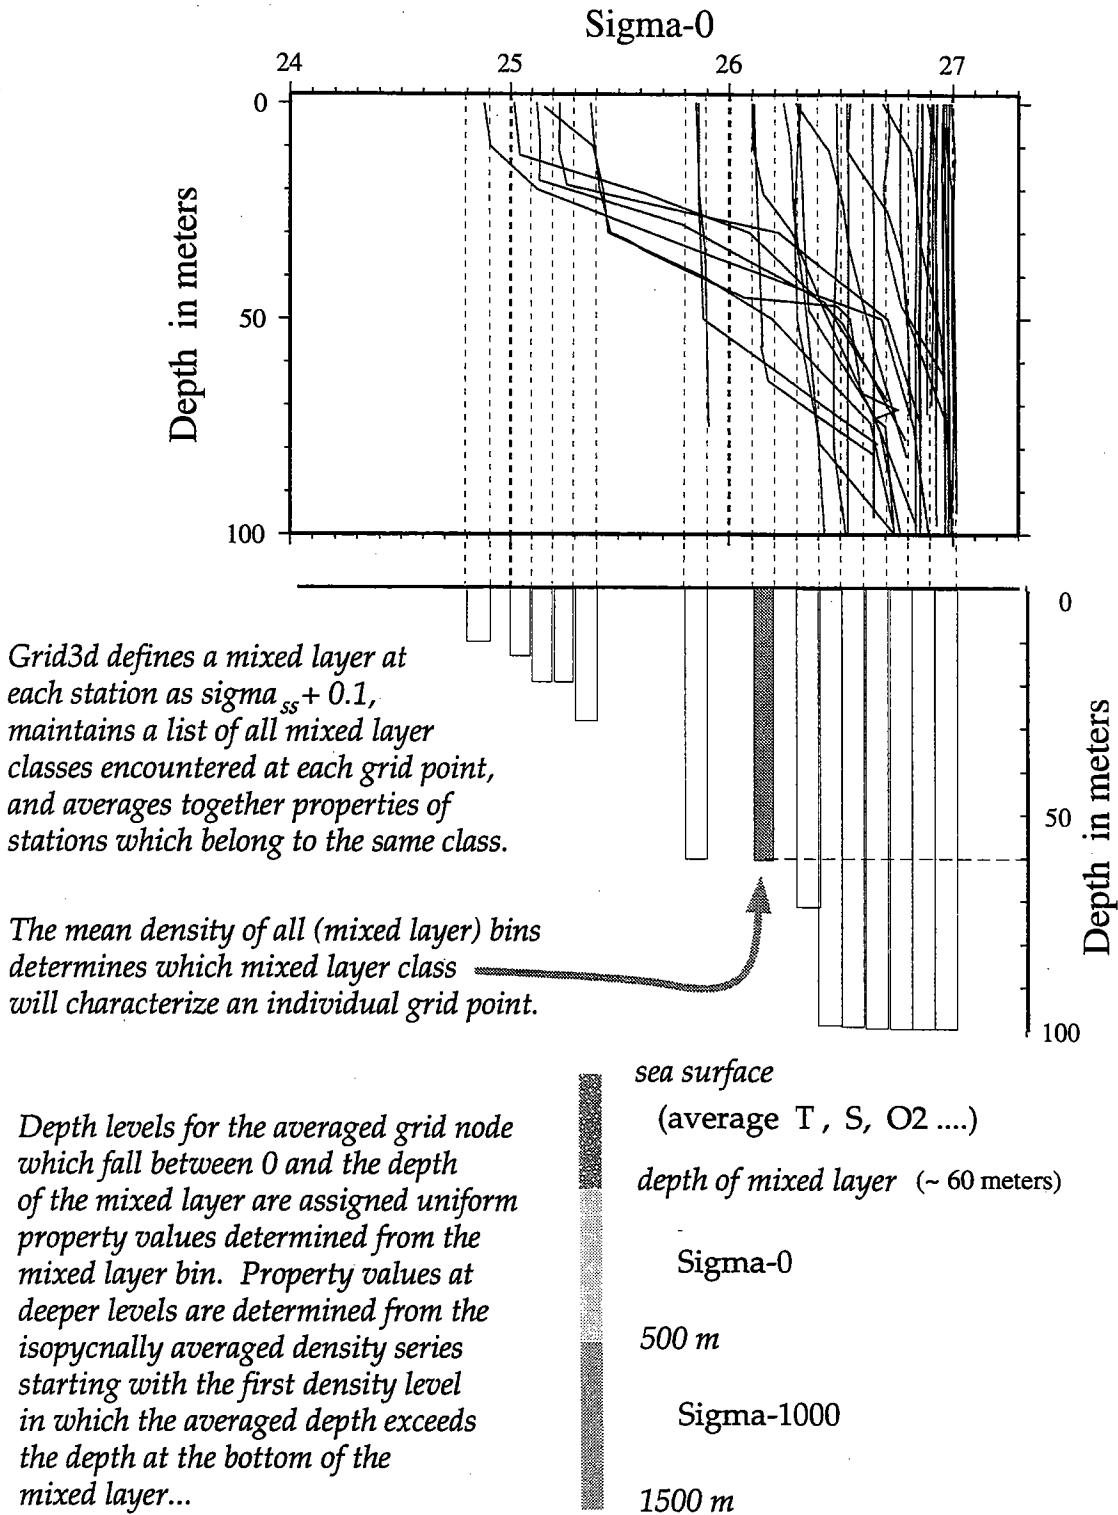 Sigma-0
24 25 26 27
0
50
100
Depth in meters
0
50
100
Depth in meters
Grid3d defines a mixed layer at
each station as sigma ss + 0.1,
maintains a list of all mixed layer
classes encountered at each grid point,
and averages together properties of
stations which belong to the same class.
The mean density of all (mixed layer) bins
determines which mixed layer class
will characterize an individual grid point.
Depth levels for the averaged grid node
which fall between 0 and the depth
of the mixed layer are assigned uniform
property values determined from the
mixed layer bin. Property values at
deeper levels are determined from the
isopycnally averaged density series
starting with the first density level
in which the averaged depth exceeds
the depth at the bottom of the
mixed layer...
sea surface
(average T, S, O2 ....)
depth of mixed layer (~ 60 meters)
Sigma-0
500 m
Sigma-1000
1500 m